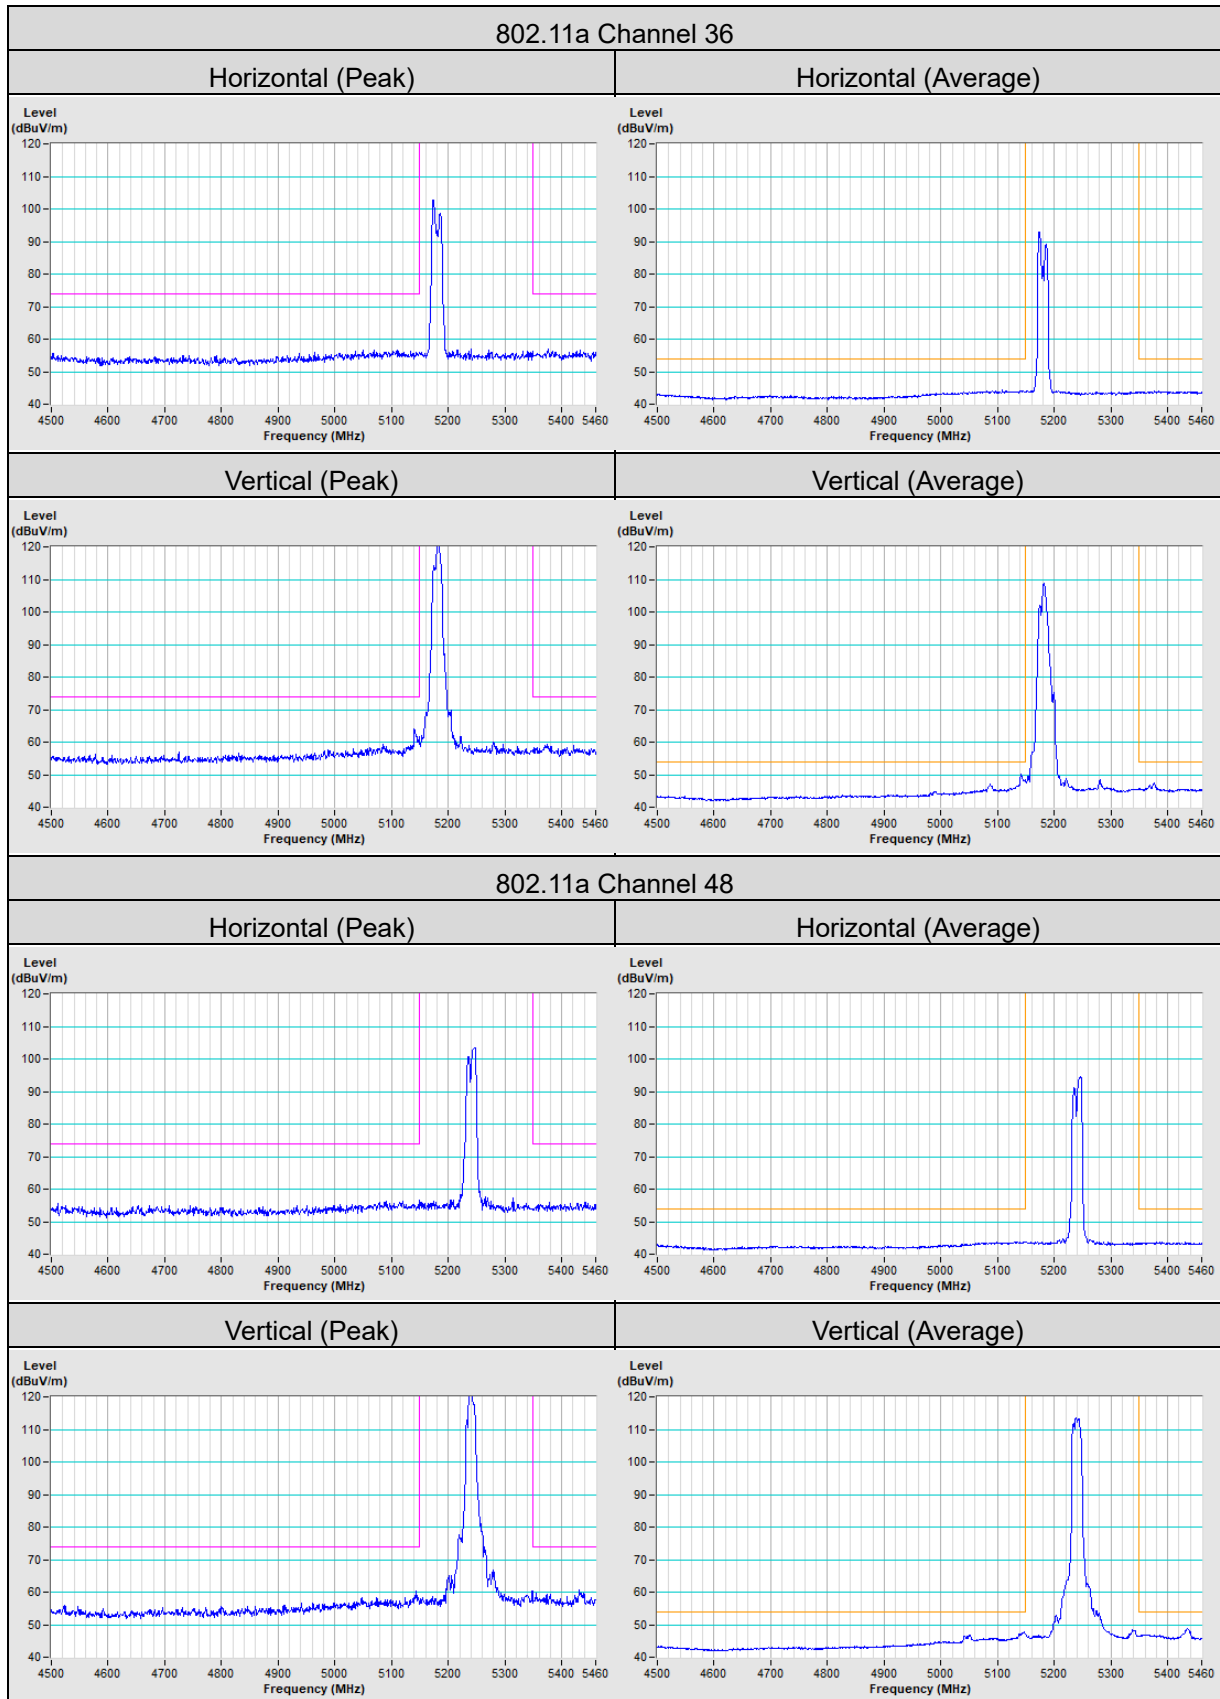 802.11a Channel 36
Horizontal (Peak) Horizontal (Average)
Level Level
(dBuV/m) (dBuV/m)
120 120
110 110
100 100
90 90
80 80
70 70
60 60
50 50
40 40
4500 4600 4700 4800 4900 5000 5100 5200 5300 5400 5460 4500 4600 4700 4800 4900 5000 5100 5200 5300 5400 5460
Frequency (MHz) Frequency (MHz)
Vertical (Peak) Vertical (Average)
Level Level
(dBuV/m) (dBuV/m)
120 120
110 110
100 100
90 90
80 80
70 70
60 60
50 50
40 40
4500 4600 4700 4800 4900 5000 5100 5200 5300 5400 5460 4500 4600 4700 4800 4900 5000 5100 5200 5300 5400 5460
Frequency (MHz) Frequency (MHz)
802.11a Channel 48
Horizontal (Peak) Horizontal (Average)
Level Level
(dBuV/m) (dBuV/m)
120 120
110 110
100 100
90 90
80 80
70 70
60 60
50 50
40 40
4500 4600 4700 4800 4900 5000 5100 5200 5300 5400 5460 4500 4600 4700 4800 4900 5000 5100 5200 5300 5400 5460
Frequency (MHz) Frequency (MHz)
Vertical (Peak) Vertical (Average)
Level Level
(dBuV/m) (dBuV/m)
120 120
110 110
100 100
90 90
80 80
70 70
60 60
50 50
40 40
4500 4600 4700 4800 4900 5000 5100 5200 5300 5400 5460 4500 4600 4700 4800 4900 5000 5100 5200 5300 5400 5460
Frequency (MHz) Frequency (MHz)